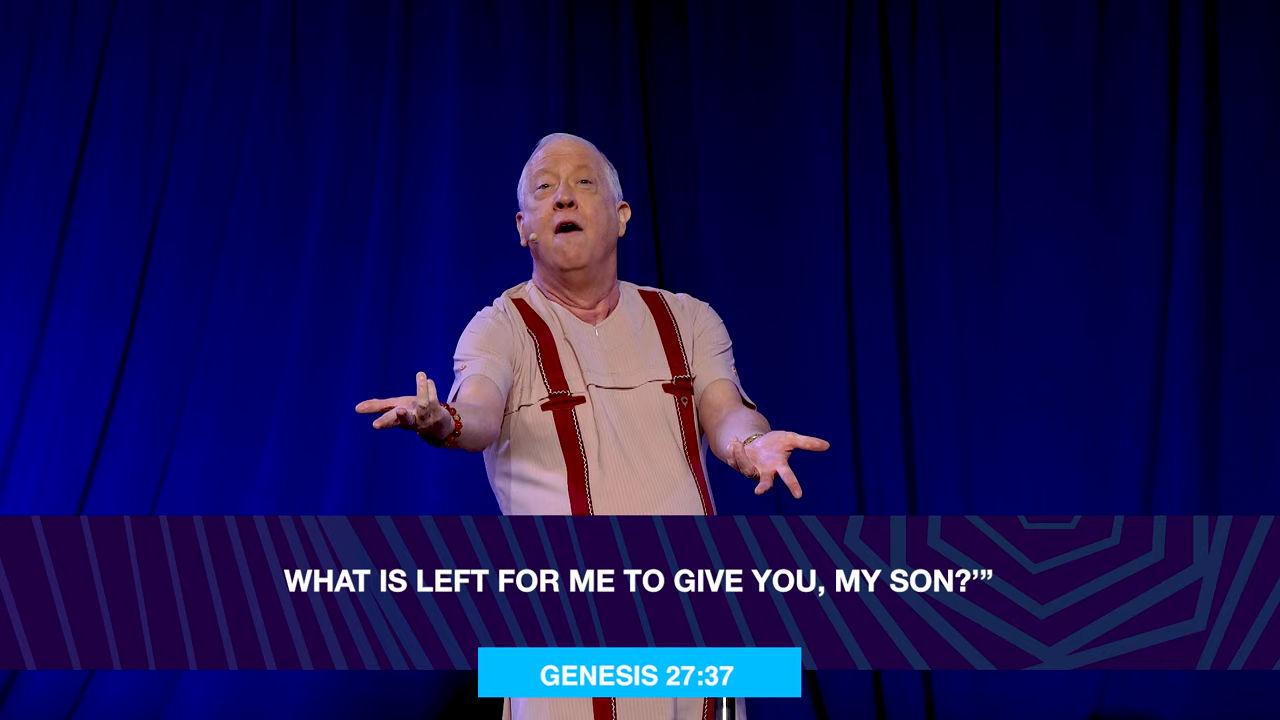 WHAT IS LEFT FOR ME TO GIVE YOU, MY SON?’”
GENESIS 27:37